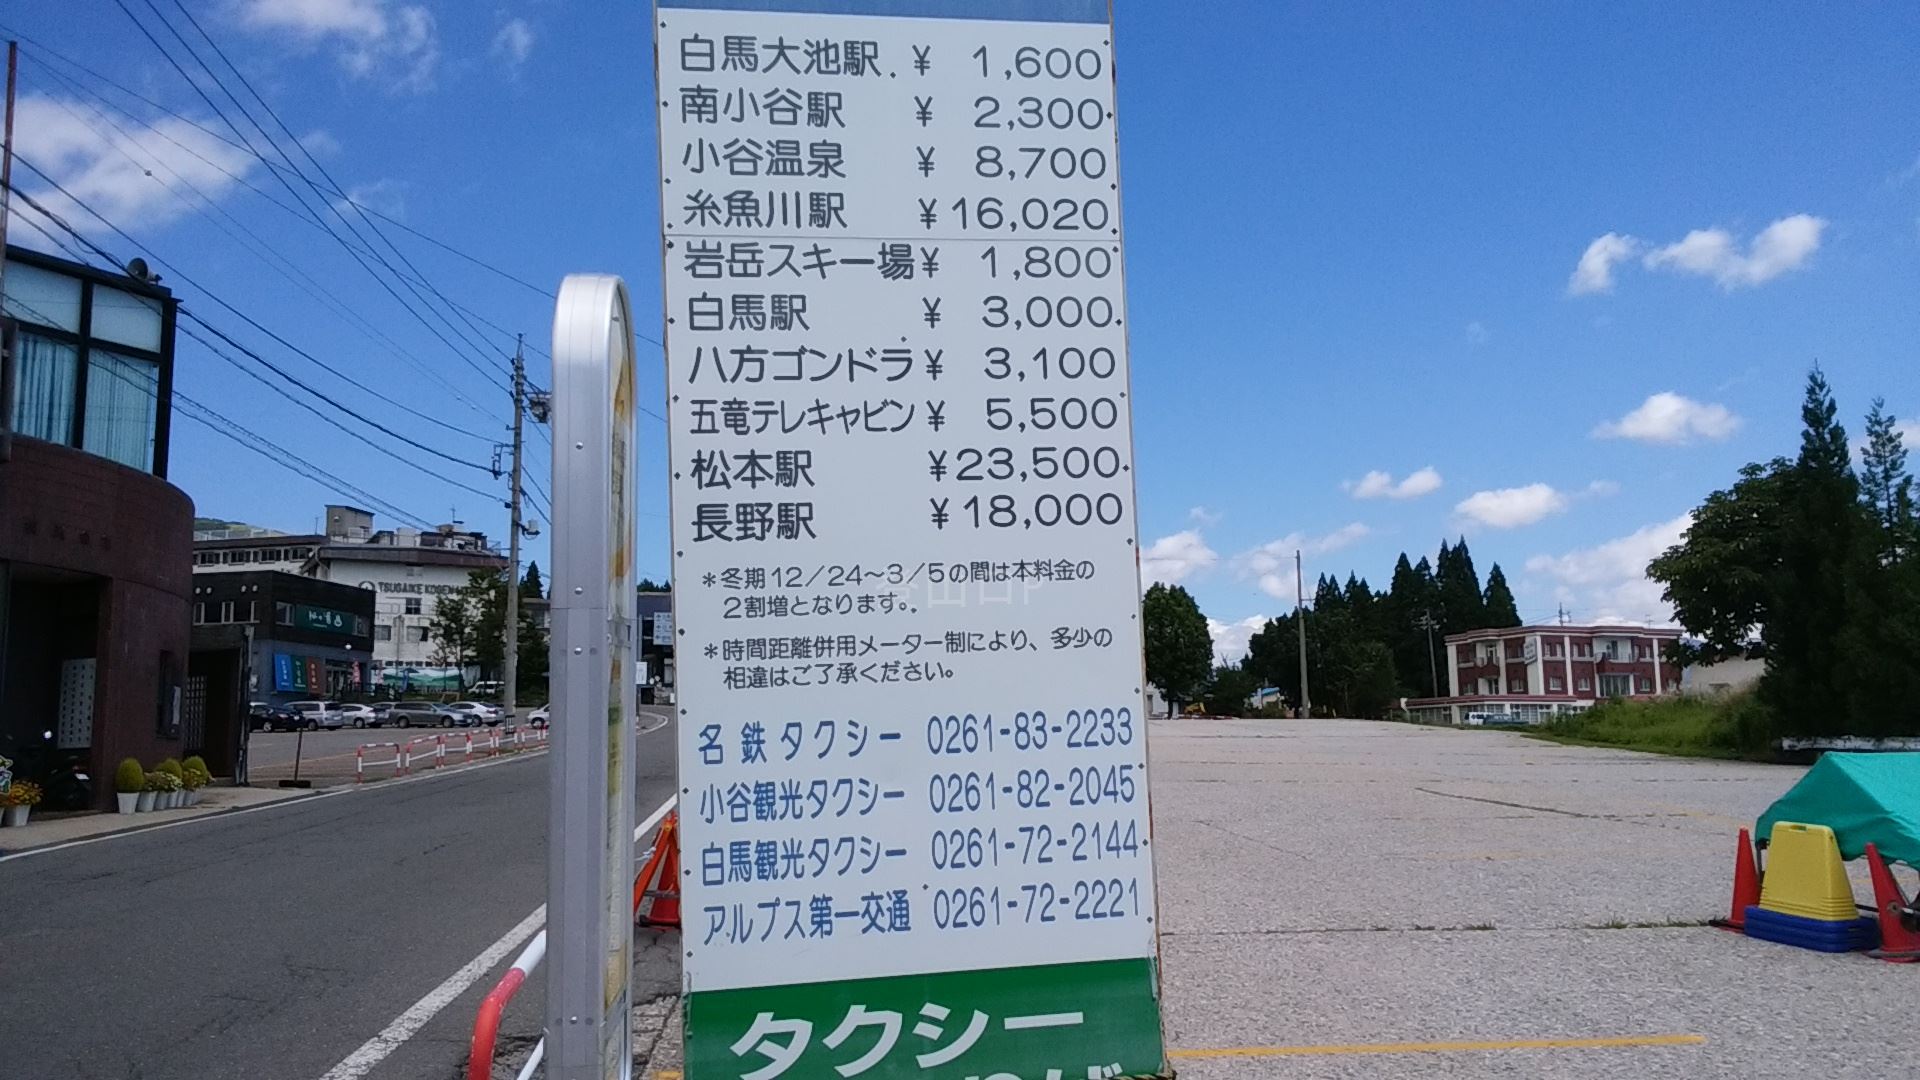 白馬大池駅 ¥ 1,600
南小谷駅 ¥ 2,300
小谷温泉 ¥ 8,700
糸魚川駅 ¥16,020
岩岳スキー場¥ 1,800
白馬駅 ¥ 3,000
八方ゴンドラ¥ 3,100
五竜テレキャビン¥ 5,500
松本駅 ¥23,500
長野駅 ¥18,000
*冬期12/24~3/5の間は本料金の
2割増となります。
*時間距離併用メーター制により、多少の
相違はご了承ください。
名鉄タクシー 0261-83-2233
小谷観光タクシー 0261-82-2045
白馬観光タクシー 0261-72-2144
アルプス第一交通 0261-72-2221
タクシー
TSUGAIKE KOGEN